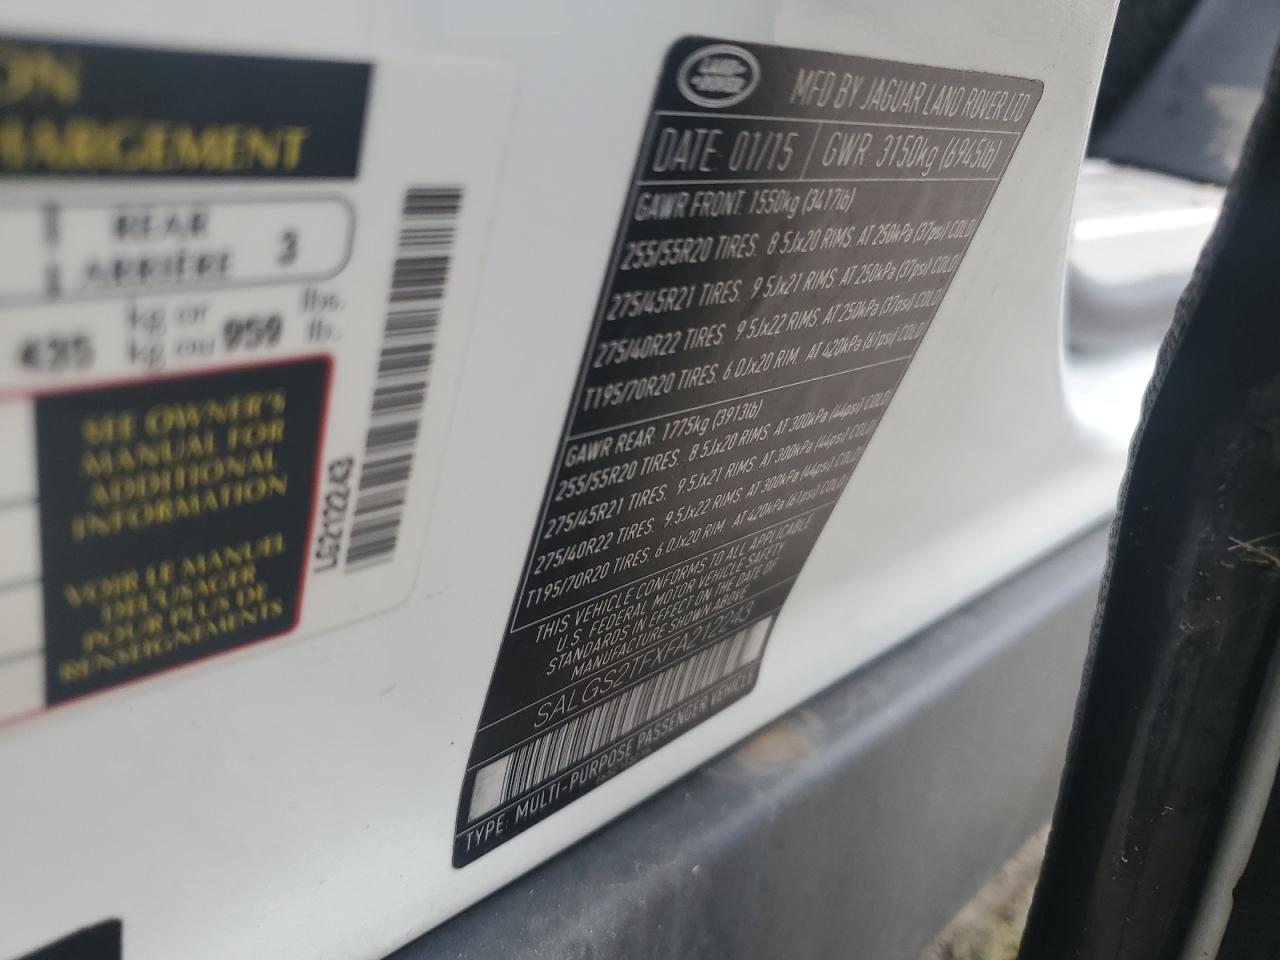 ON
HARGEMENT
REAR
ARRIÈRE 3
435 kg or 959 lbs.
kg ou lb.
SEE OWNER'S
MANUAL FOR
ADDITIONAL
INFORMATION
VOIR LE MANUEL
DE L'USAGER
POUR PLUS DE
RENSEIGNEMENTS
LG212243
LAND-
ROVER
MFD BY JAGUAR LAND ROVER LTD
DATE: 01/15 GWR: 3150kg (6945lb)
GAWR FRONT: 1550kg (3417lb)
255/55R20 TIRES. 8.5Jx20 RIMS. AT 250kPa (37psi) COLD
275/45R21 TIRES. 9.5Jx21 RIMS. AT 250kPa (37psi) COLD
275/40R22 TIRES. 9.5Jx22 RIMS. AT 250kPa (37psi) COLD
T195/70R20 TIRES. 6.0Jx20 RIM. AT 420kPa (61psi) COLD
GAWR REAR: 1775kg (3913lb)
255/55R20 TIRES. 8.5Jx20 RIMS. AT 300kPa (44psi) COLD
275/45R21 TIRES. 9.5Jx21 RIMS. AT 300kPa (44psi) COLD
275/40R22 TIRES. 9.5Jx22 RIMS. AT 300kPa (44psi) COLD
T195/70R20 TIRES. 6.0Jx20 RIM. AT 420kPa (61psi) COLD
THIS VEHICLE CONFORMS TO ALL APPLICABLE
U.S. FEDERAL MOTOR VEHICLE SAFETY
STANDARDS IN EFFECT ON THE DATE OF
MANUFACTURE SHOWN ABOVE
SALGS2TFXFA212243
TYPE: MULTI-PURPOSE PASSENGER VEHICLE